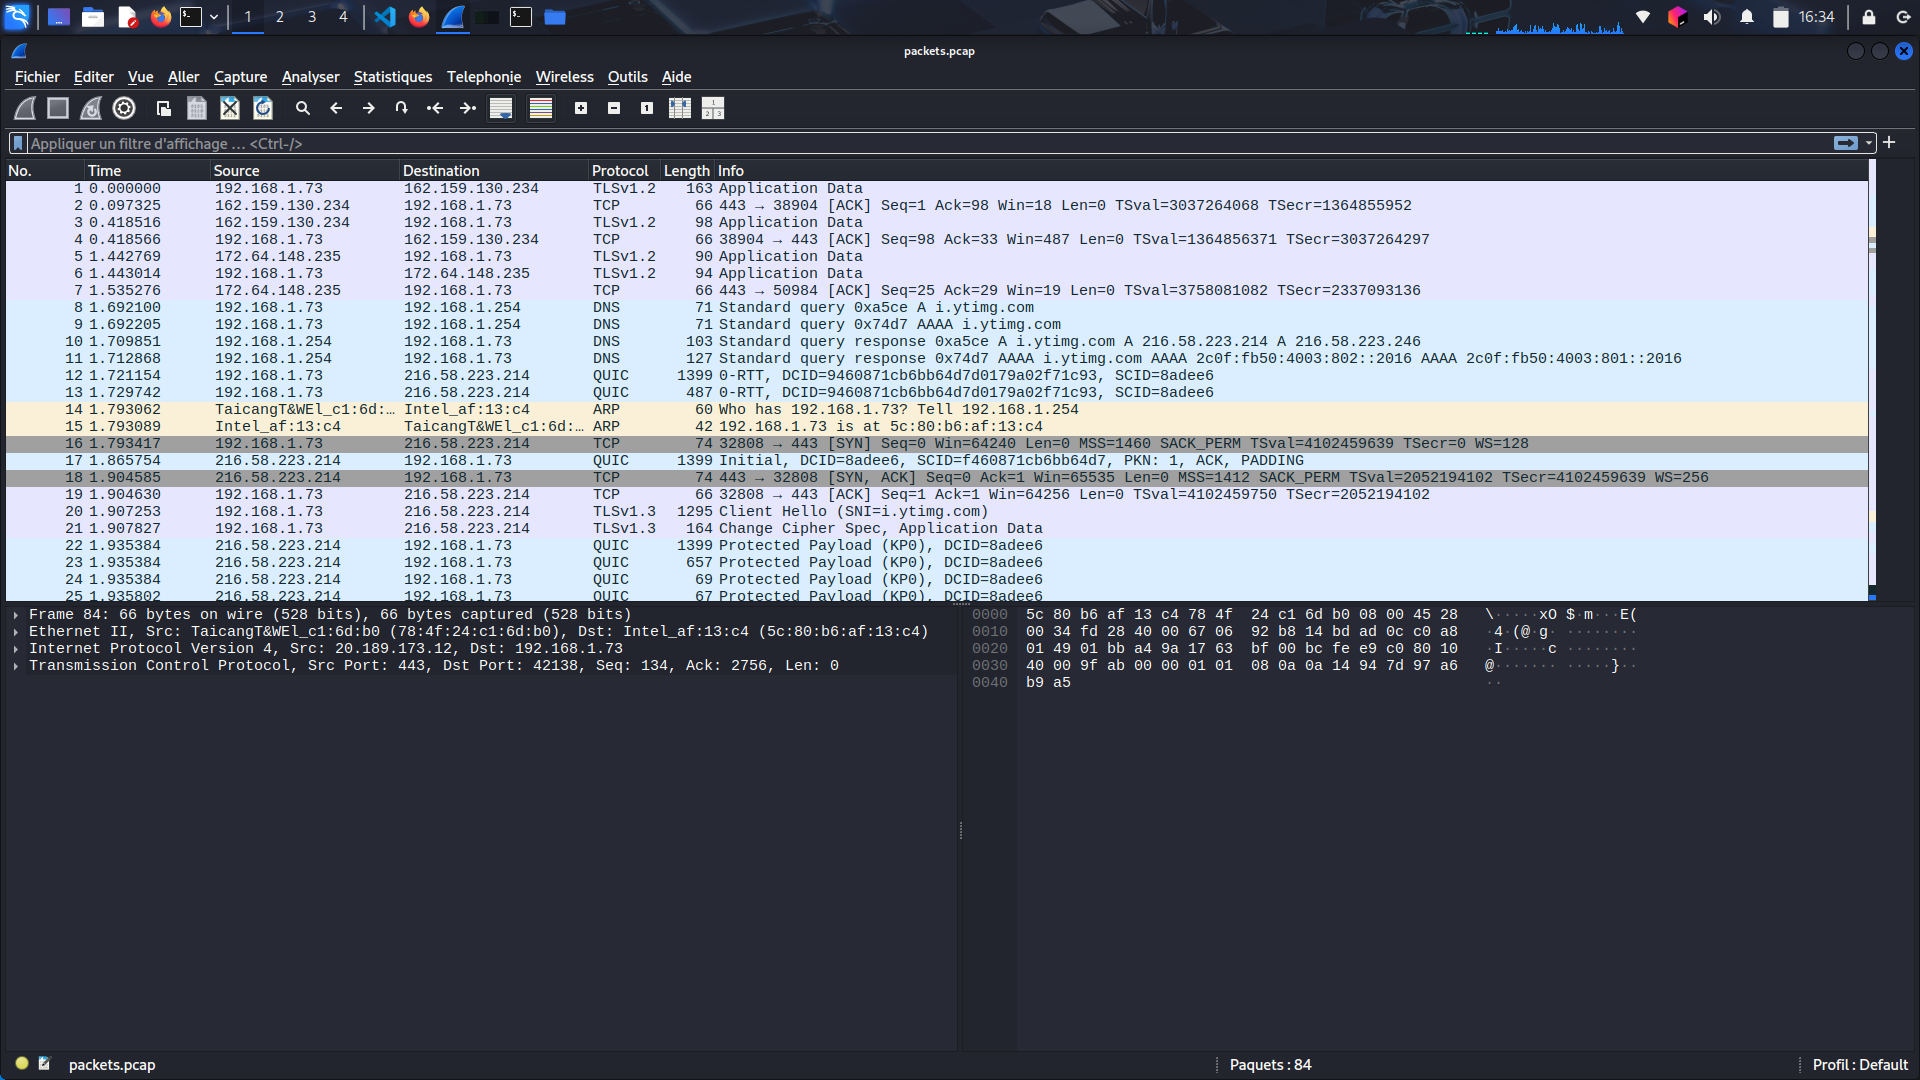 1 2 3 4 16:34
packets.pcap
Fichier Editer Vue Aller Capture Analyser Statistiques Telephonie Wireless Outils Aide
Appliquer un filtre d'affichage … <Ctrl-/>
No. Time Source Destination Protocol Length Info
1 0.000000 192.168.1.73 162.159.130.234 TLSv1.2 163 Application Data
2 0.097325 162.159.130.234 192.168.1.73 TCP 66 443 → 38904 [ACK] Seq=1 Ack=98 Win=18 Len=0 TSval=3037264068 TSecr=1364855952
3 0.418516 162.159.130.234 192.168.1.73 TLSv1.2 98 Application Data
4 0.418566 192.168.1.73 162.159.130.234 TCP 66 38904 → 443 [ACK] Seq=98 Ack=33 Win=487 Len=0 TSval=1364856371 TSecr=3037264297
5 1.442769 172.64.148.235 192.168.1.73 TLSv1.2 90 Application Data
6 1.443014 192.168.1.73 172.64.148.235 TLSv1.2 94 Application Data
7 1.535276 172.64.148.235 192.168.1.73 TCP 66 443 → 50984 [ACK] Seq=25 Ack=29 Win=19 Len=0 TSval=3758081082 TSecr=2337093136
8 1.692100 192.168.1.73 192.168.1.254 DNS 71 Standard query 0xa5ce A i.ytimg.com
9 1.692205 192.168.1.73 192.168.1.254 DNS 71 Standard query 0x74d7 AAAA i.ytimg.com
10 1.709851 192.168.1.254 192.168.1.73 DNS 103 Standard query response 0xa5ce A i.ytimg.com A 216.58.223.214 A 216.58.223.246
11 1.712868 192.168.1.254 192.168.1.73 DNS 127 Standard query response 0x74d7 AAAA i.ytimg.com AAAA 2c0f:fb50:4003:802::2016 AAAA 2c0f:fb50:4003:801::2016
12 1.721154 192.168.1.73 216.58.223.214 QUIC 1399 0-RTT, DCID=9460871cb6bb64d7d0179a02f71c93, SCID=8adee6
13 1.729742 192.168.1.73 216.58.223.214 QUIC 487 0-RTT, DCID=9460871cb6bb64d7d0179a02f71c93, SCID=8adee6
14 1.793062 TaicangT&WEl_c1:6d:… Intel_af:13:c4 ARP 60 Who has 192.168.1.73? Tell 192.168.1.254
15 1.793089 Intel_af:13:c4 TaicangT&WEl_c1:6d:… ARP 42 192.168.1.73 is at 5c:80:b6:af:13:c4
16 1.793417 192.168.1.73 216.58.223.214 TCP 74 32808 → 443 [SYN] Seq=0 Win=64240 Len=0 MSS=1460 SACK_PERM TSval=4102459639 TSecr=0 WS=128
17 1.865754 216.58.223.214 192.168.1.73 QUIC 1399 Initial, DCID=8adee6, SCID=f460871cb6bb64d7, PKN: 1, ACK, PADDING
18 1.904585 216.58.223.214 192.168.1.73 TCP 74 443 → 32808 [SYN, ACK] Seq=0 Ack=1 Win=65535 Len=0 MSS=1412 SACK_PERM TSval=2052194102 TSecr=4102459639 WS=256
19 1.904630 192.168.1.73 216.58.223.214 TCP 66 32808 → 443 [ACK] Seq=1 Ack=1 Win=64256 Len=0 TSval=4102459750 TSecr=2052194102
20 1.907253 192.168.1.73 216.58.223.214 TLSv1.3 1295 Client Hello (SNI=i.ytimg.com)
21 1.907827 192.168.1.73 216.58.223.214 TLSv1.3 164 Change Cipher Spec, Application Data
22 1.935384 216.58.223.214 192.168.1.73 QUIC 1399 Protected Payload (KP0), DCID=8adee6
23 1.935384 216.58.223.214 192.168.1.73 QUIC 657 Protected Payload (KP0), DCID=8adee6
24 1.935384 216.58.223.214 192.168.1.73 QUIC 69 Protected Payload (KP0), DCID=8adee6
25 1.935802 216.58.223.214 192.168.1.73 QUIC 67 Protected Payload (KP0), DCID=8adee6
Frame 84: 66 bytes on wire (528 bits), 66 bytes captured (528 bits)
Ethernet II, Src: TaicangT&WEl_c1:6d:b0 (78:4f:24:c1:6d:b0), Dst: Intel_af:13:c4 (5c:80:b6:af:13:c4)
Internet Protocol Version 4, Src: 20.189.173.12, Dst: 192.168.1.73
Transmission Control Protocol, Src Port: 443, Dst Port: 42138, Seq: 134, Ack: 2756, Len: 0
0000 5c 80 b6 af 13 c4 78 4f 24 c1 6d b0 08 00 45 28 \·····xO $·m···E(
0010 00 34 fd 28 40 00 67 06 92 b8 14 bd ad 0c c0 a8 ·4·(@·g· ········
0020 01 49 01 bb a4 9a 17 63 bf 00 bc fe e9 c0 80 10 ·I·····c ········
0030 40 00 9f ab 00 00 01 01 08 0a 0a 14 94 7d 97 a6 @······· ·····}··
0040 b9 a5 ··
packets.pcap Paquets : 84 Profil : Default